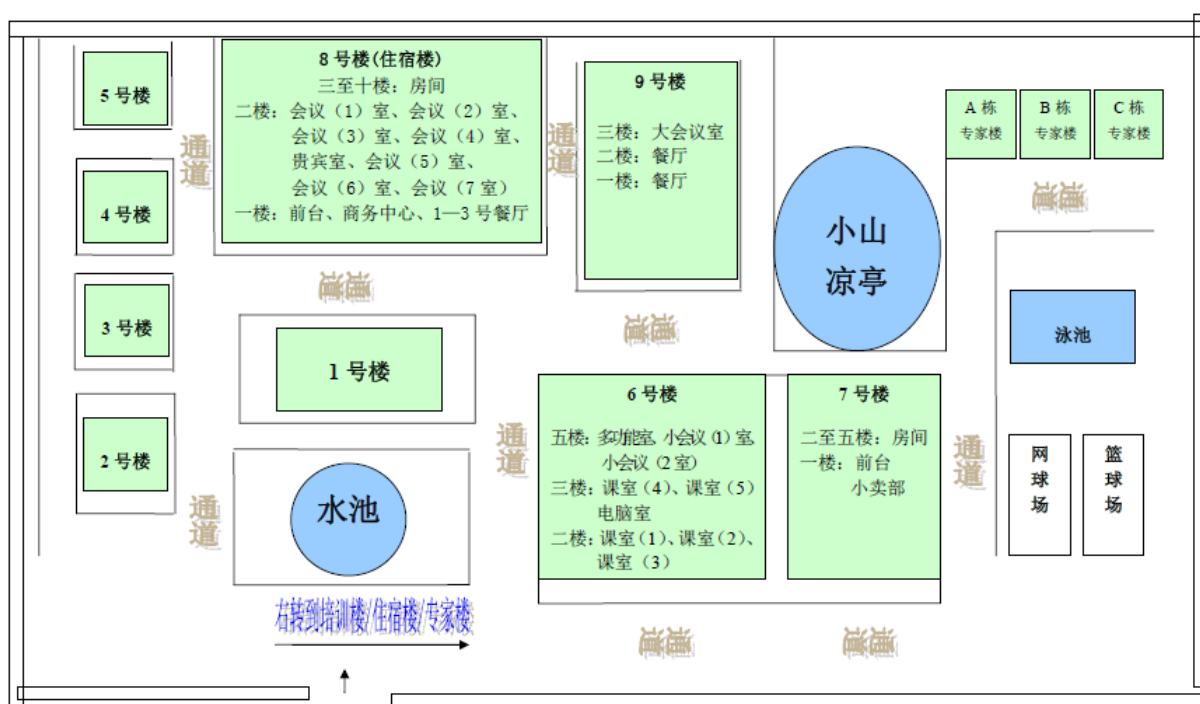 5 号楼
4 号楼
3 号楼
2 号楼
通道
8 号楼(住宿楼)
三至十楼：房间
二楼：会议（1）室、会议（2）室、
会议（3）室、会议（4）室、
贵宾室、会议（5）室、
会议（6）室、会议（7室）
一楼：前台、商务中心、1—3 号餐厅
通道
9 号楼
三楼：大会议室
二楼：餐厅
一楼：餐厅
小山
凉亭
A 栋
专家楼
B 栋
专家楼
C 栋
专家楼
通道
通道
通道
1 号楼
泳池
通道
6 号楼
五楼：多功能室，小会议（1）室，
小会议（2室）
三楼：课室（4）、课室（5）
电脑室
二楼：课室（1）、课室（2）、
课室（3）
7 号楼
二至五楼：房间
一楼：前台
小卖部
通道
网球场
篮球场
通道
水池
右转到培训楼/住宿楼/专家楼
通道
通道